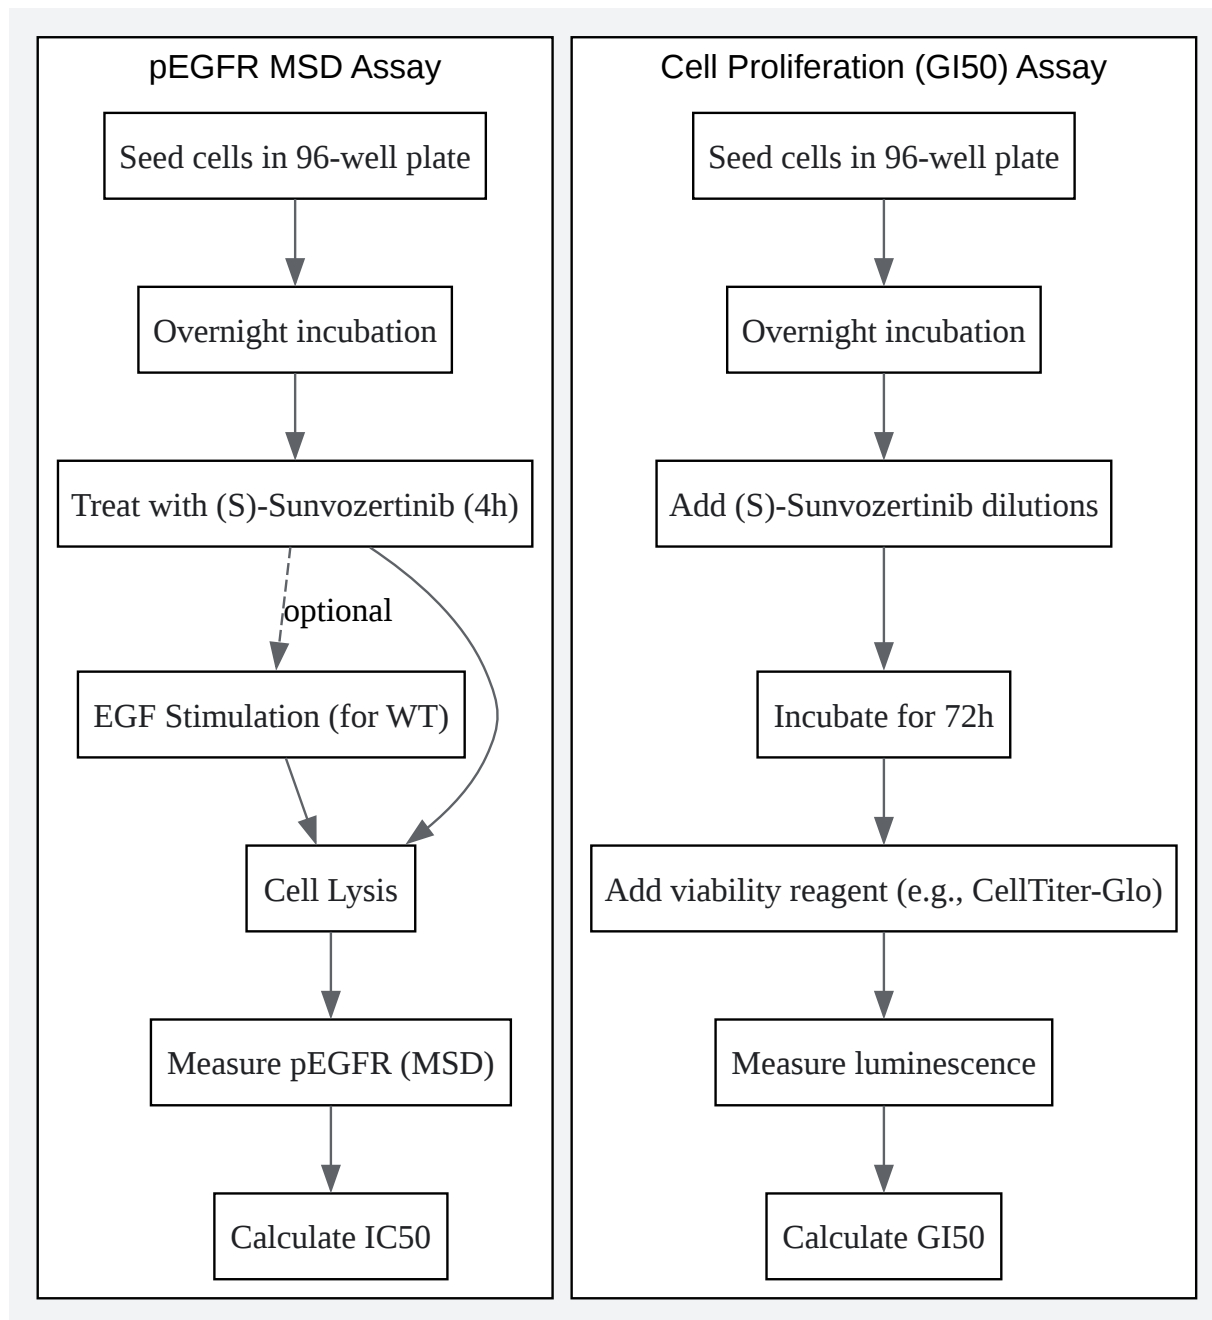 pEGFR MSD Assay
Seed cells in 96-well plate
Overnight incubation
Treat with (S)-Sunvozertinib (4h)
optional
EGF Stimulation (for WT)
Cell Lysis
Measure pEGFR (MSD)
Calculate IC50
Cell Proliferation (GI50) Assay
Seed cells in 96-well plate
Overnight incubation
Add (S)-Sunvozertinib dilutions
Incubate for 72h
Add viability reagent (e.g., CellTiter-Glo)
Measure luminescence
Calculate GI50